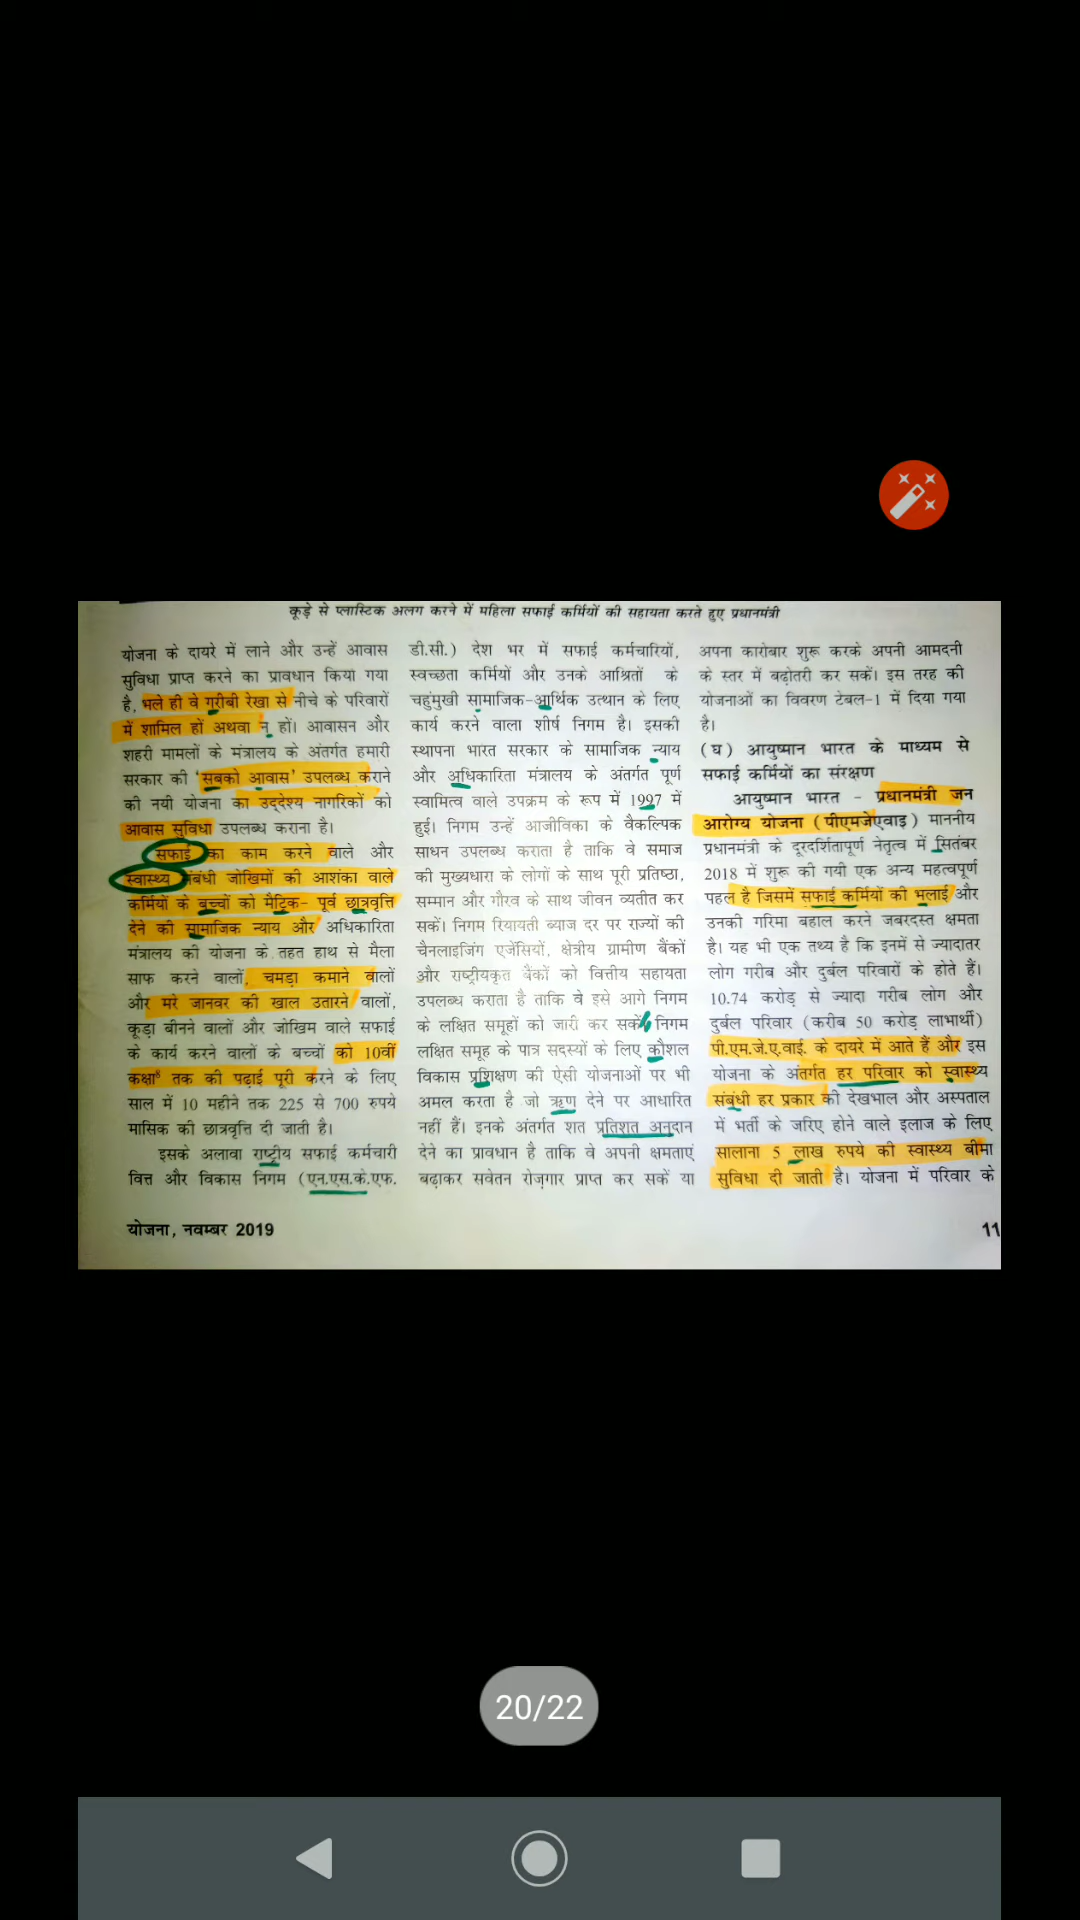 कूड़े से प्लास्टिक अलग करने में महिला सफाई कर्मियों की सहायता करते हुए प्रधानमंत्री
योजना के दायरे में लाने और उन्हें आवास
सुविधा प्राप्त करने का प्रावधान किया गया
है, भले ही वे गरीबी रेखा से नीचे के परिवारों
में शामिल हों अथवा न हों। आवासन और
शहरी मामलों के मंत्रालय के अंतर्गत हमारी
सरकार की 'सबको आवास' उपलब्ध कराने
की नयी योजना का उद्देश्य नागरिकों को
आवास सुविधा उपलब्ध कराना है।
सफाई का काम करने वाले और
स्वास्थ्य संबंधी जोखिमों की आशंका वाले
कर्मियों के बच्चों को मैट्रिक- पूर्व छात्रवृत्ति
देने की सामाजिक न्याय और अधिकारिता
मंत्रालय की योजना के तहत हाथ से मैला
साफ करने वालों, चमड़ा कमाने वालों
और मरे जानवर की खाल उतारने वालों,
कूड़ा बीनने वालों और जोखिम वाले सफाई
के कार्य करने वालों के बच्चों को 10वीं
कक्षा⁸ तक की पढ़ाई पूरी करने के लिए
साल में 10 महीने तक 225 से 700 रुपये
मासिक की छात्रवृत्ति दी जाती है।
इसके अलावा राष्ट्रीय सफाई कर्मचारी
वित्त और विकास निगम (एन.एस.के.एफ.
डी.सी.) देश भर में सफाई कर्मचारियों,
स्वच्छता कर्मियों और उनके आश्रितों के
चहुंमुखी सामाजिक-आर्थिक उत्थान के लिए
कार्य करने वाला शीर्ष निगम है। इसकी
स्थापना भारत सरकार के सामाजिक न्याय
और अधिकारिता मंत्रालय के अंतर्गत पूर्ण
स्वामित्व वाले उपक्रम के रूप में 1997 में
हुई। निगम उन्हें आजीविका के वैकल्पिक
साधन उपलब्ध कराता है ताकि वे समाज
की मुख्यधारा के लोगों के साथ पूरी प्रतिष्ठा,
सम्मान और गौरव के साथ जीवन व्यतीत कर
सकें। निगम रियायती ब्याज दर पर राज्यों की
चैनलाइजिंग एजेंसियों, क्षेत्रीय ग्रामीण बैंकों
और राष्ट्रीयकृत बैंकों को वित्तीय सहायता
उपलब्ध कराता है ताकि वे इसे आगे निगम
के लक्षित समूहों को जारी कर सकें। निगम
लक्षित समूह के पात्र सदस्यों के लिए कौशल
विकास प्रशिक्षण की ऐसी योजनाओं पर भी
अमल करता है जो ऋण देने पर आधारित
नहीं हैं। इनके अंतर्गत शत प्रतिशत अनुदान
देने का प्रावधान है ताकि वे अपनी क्षमताएं
बढ़ाकर सवेतन रोज़गार प्राप्त कर सकें या
अपना कारोबार शुरू करके अपनी आमदनी
के स्तर में बढ़ोतरी कर सकें। इस तरह की
योजनाओं का विवरण टेबल-1 में दिया गया
है।
(घ) आयुष्मान भारत के माध्यम से
सफाई कर्मियों का संरक्षण
आयुष्मान भारत - प्रधानमंत्री जन
आरोग्य योजना (पीएमजेएवाइ) माननीय
प्रधानमंत्री के दूरदर्शितापूर्ण नेतृत्व में सितंबर
2018 में शुरू की गयी एक अन्य महत्वपूर्ण
पहल है जिसमें सफाई कर्मियों की भलाई और
उनकी गरिमा बहाल करने जबरदस्त क्षमता
है। यह भी एक तथ्य है कि इनमें से ज्यादातर
लोग गरीब और दुर्बल परिवारों के होते हैं।
10.74 करोड़ से ज्यादा गरीब लोग और
दुर्बल परिवार (करीब 50 करोड़ लाभार्थी)
पी.एम.जे.ए.वाई. के दायरे में आते हैं और इस
योजना के अंतर्गत हर परिवार को स्वास्थ्य
संबंधी हर प्रकार की देखभाल और अस्पताल
में भर्ती के जरिए होने वाले इलाज के लिए
सालाना 5 लाख रुपये की स्वास्थ्य बीमा
सुविधा दी जाती है। योजना में परिवार के
योजना, नवम्बर 2019
11
20/22